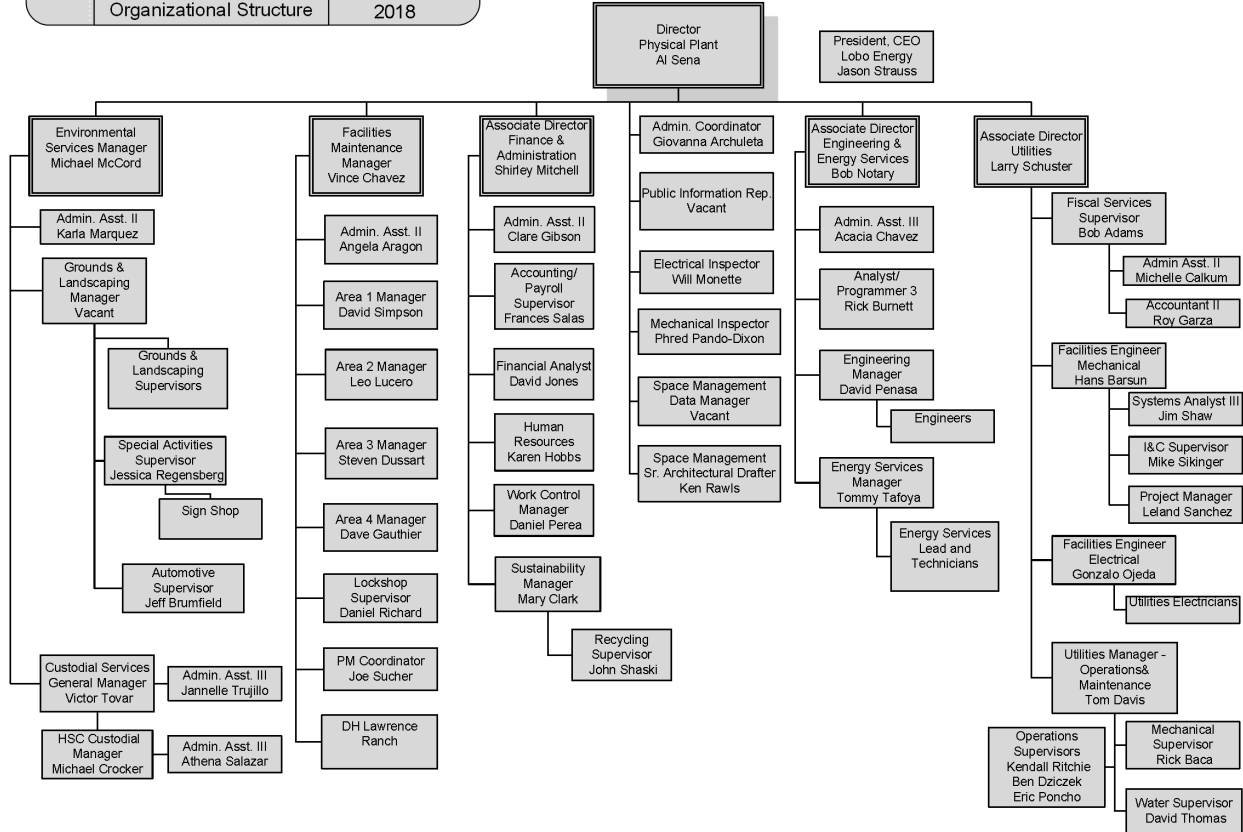 Organizational Structure
2018
Director
Physical Plant
Al Sena
President, CEO
Lobo Energy
Jason Strauss
Environmental
Services Manager
Michael McCord
Admin. Asst. II
Karla Marquez
Grounds &
Landscaping
Manager
Vacant
Grounds &
Landscaping
Supervisors
Special Activities
Supervisor
Jessica Regensberg
Sign Shop
Automotive
Supervisor
Jeff Brumfield
Custodial Services
General Manager
Victor Tovar
Admin. Asst. III
Jannelle Trujillo
HSC Custodial
Manager
Michael Crocker
Admin. Asst. III
Athena Salazar
Facilities
Maintenance
Manager
Vince Chavez
Admin. Asst. II
Angela Aragon
Area 1 Manager
David Simpson
Area 2 Manager
Leo Lucero
Area 3 Manager
Steven Dussart
Area 4 Manager
Dave Gauthier
Lockshop
Supervisor
Daniel Richard
PM Coordinator
Joe Sucher
DH Lawrence
Ranch
Associate Director
Finance &
Administration
Shirley Mitchell
Admin. Asst. II
Clare Gibson
Accounting/
Payroll
Supervisor
Frances Salas
Financial Analyst
David Jones
Human
Resources
Karen Hobbs
Work Control
Manager
Daniel Perea
Sustainability
Manager
Mary Clark
Recycling
Supervisor
John Shaski
Admin. Coordinator
Giovanna Archuleta
Public Information Rep.
Vacant
Electrical Inspector
Will Monette
Mechanical Inspector
Phred Pando-Dixon
Space Management
Data Manager
Vacant
Space Management
Sr. Architectural Drafter
Ken Rawls
Associate Director
Engineering &
Energy Services
Bob Notary
Admin. Asst. III
Acacia Chavez
Analyst/
Programmer 3
Rick Burnett
Engineering
Manager
David Penasa
Engineers
Energy Services
Manager
Tommy Tafoya
Energy Services
Lead and
Technicians
Associate Director
Utilities
Larry Schuster
Fiscal Services
Supervisor
Bob Adams
Admin Asst. II
Michelle Calkum
Accountant II
Roy Garza
Facilities Engineer
Mechanical
Hans Barsun
Systems Analyst III
Jim Shaw
I&C Supervisor
Mike Sikinger
Project Manager
Leland Sanchez
Facilities Engineer
Electrical
Gonzalo Ojeda
Utilities Electricians
Utilities Manager -
Operations&
Maintenance
Tom Davis
Operations
Supervisors
Kendall Ritchie
Ben Dziczek
Eric Poncho
Mechanical
Supervisor
Rick Baca
Water Supervisor
David Thomas